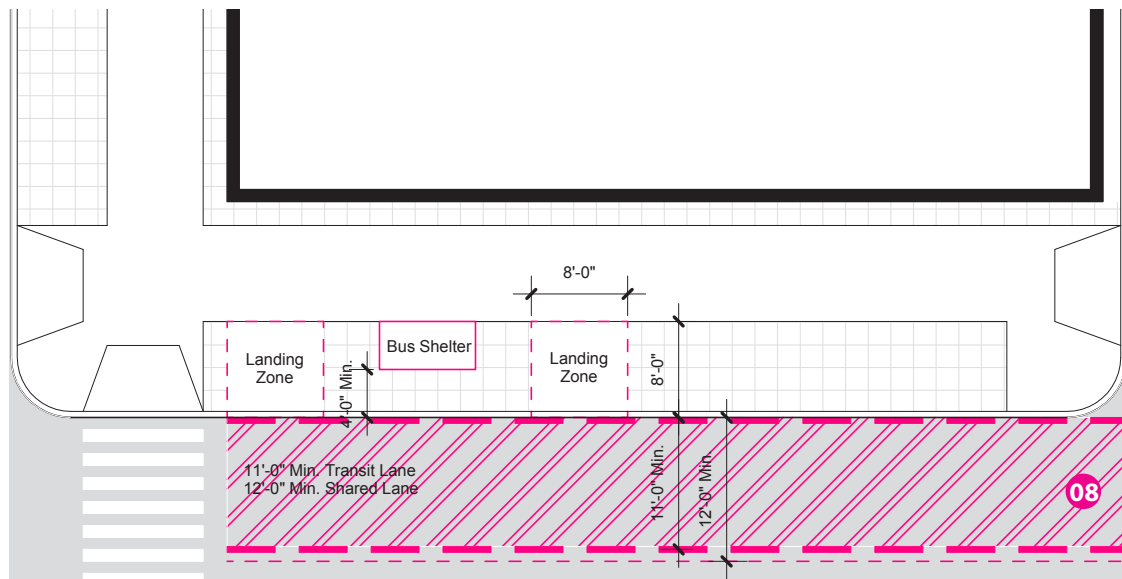 8'-0"
Landing
Zone
Bus Shelter
Landing
Zone
4'-0" Min.
8'-0"
11'-0" Min. Transit Lane
12'-0" Min. Shared Lane
11'-0" Min.
12'-0" Min.
08